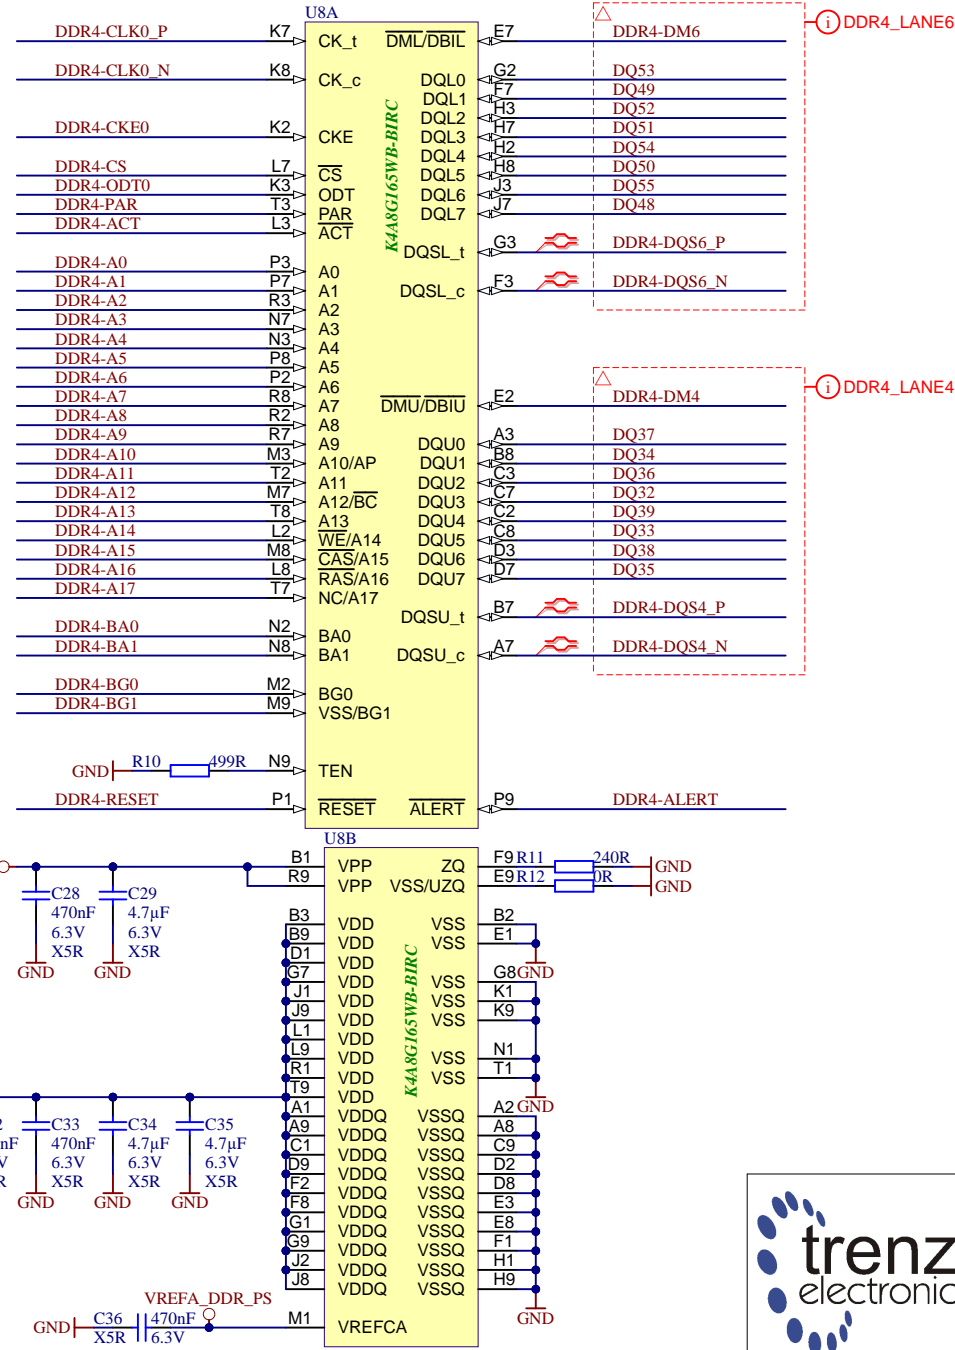 U8A
DDR4-CLK0_P K7 CK_t DML/DBIL E7 DDR4-DM6
DDR4_LANE6
DDR4-CLK0_N K8 CK_c DQL0 G2 DQ53
DQL1 F7 DQ49
DQL2 H3 DQ52
DDR4-CKE0 K2 CKE DQL3 H7 DQ51
DQL4 H2 DQ54
DDR4-CS L7 CS DQL5 H8 DQ50
DDR4-ODT0 K3 ODT DQL6 J3 DQ55
DDR4-PAR T3 PAR DQL7 J7 DQ48
DDR4-ACT L3 ACT
K4A8G165WB-BIRC
DQSL_t G3 DDR4-DQS6_P
DDR4-A0 P3 A0
DDR4-A1 P7 A1 DQSL_c F3 DDR4-DQS6_N
DDR4-A2 R3 A2
DDR4-A3 N7 A3
DDR4-A4 N3 A4
DDR4-A5 P8 A5
DDR4-A6 P2 A6
DDR4_LANE4
DDR4-A7 R8 A7 DMU/DBIU E2 DDR4-DM4
DDR4-A8 R2 A8
DDR4-A9 R7 A9 DQU0 A3 DQ37
DDR4-A10 M3 A10/AP DQU1 B8 DQ34
DDR4-A11 T2 A11 DQU2 C3 DQ36
DDR4-A12 M7 A12/BC DQU3 C7 DQ32
DDR4-A13 T8 A13 DQU4 C2 DQ39
DDR4-A14 L2 WE/A14 DQU5 C8 DQ33
DDR4-A15 M8 CAS/A15 DQU6 D3 DQ38
DDR4-A16 L8 RAS/A16 DQU7 D7 DQ35
DDR4-A17 T7 NC/A17
DQSU_t B7 DDR4-DQS4_P
DDR4-BA0 N2 BA0
DDR4-BA1 N8 BA1 DQSU_c A7 DDR4-DQS4_N
DDR4-BG0 M2 BG0
DDR4-BG1 M9 VSS/BG1
GND R10 499R N9 TEN
DDR4-RESET P1 RESET ALERT P9 DDR4-ALERT
U8B
B1 VPP ZQ F9 R11 240R GND
R9 VPP VSS/UZQ E9 R12 0R GND
C28 C29
470nF 4.7µF
6.3V 6.3V
X5R X5R
GND GND
B3 VDD VSS B2
B9 VDD VSS E1
D1 VDD GND
G7 VDD VSS G8
J1 VDD VSS K1
J9 VDD VSS K9
L1 VDD
L9 VDD VSS N1
R1 VDD VSS T1
T9 VDD GND
K4A8G165WB-BIRC
A1 VDDQ VSSQ A2
A9 VDDQ VSSQ A8
C1 VDDQ VSSQ C9
D9 VDDQ VSSQ D2
F2 VDDQ VSSQ D8
F8 VDDQ VSSQ E3
G1 VDDQ VSSQ E8
G9 VDDQ VSSQ F1
J2 VDDQ VSSQ H1
J8 VDDQ VSSQ H9
GND
2 C33 C34 C35
nF 470nF 4.7µF 4.7µF
V 6.3V 6.3V 6.3V
R X5R X5R X5R
GND GND GND
VREFA_DDR_PS
GND C36 470nF M1 VREFCA
X5R 6.3V
trenz
electronic